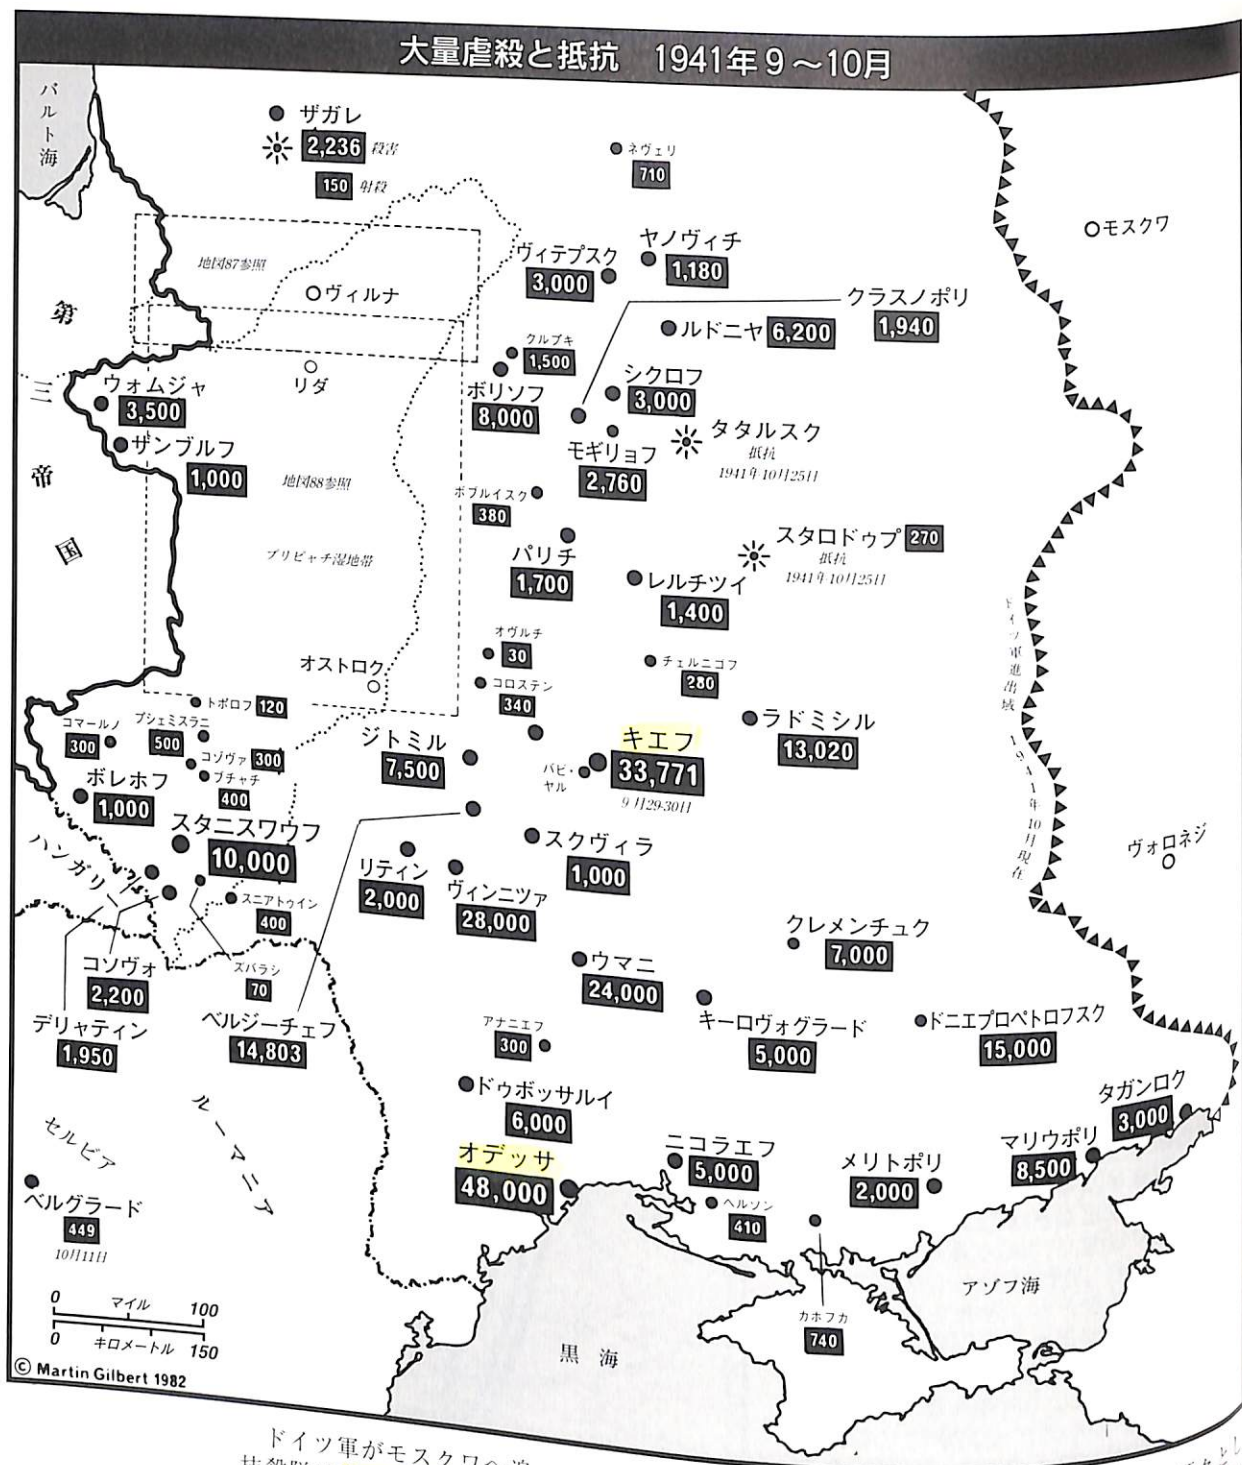 大量虐殺と抵抗 1941年9～10月
バルト海
ザガレ
2,236 殺害
150 射殺
ネヴェリ
710
モスクワ
地図87参照
ヴィルナ
ヴィテプスク
3,000
ヤノヴィチ
1,180
クラスノポリ
1,940
ルドニヤ 6,200
第三帝国
リダ
クルプキ
1,500
ボリソフ
8,000
シクロフ
3,000
ウォムジャ
3,500
ザンブルフ
1,000
モギリョフ
2,760
タタルスク
抵抗
1941年10月25日
地図88参照
ボブルイスク
380
プリピャチ湿地帯
パリチ
1,700
スタロドゥプ 270
抵抗
1941年10月25日
レルチツイ
1,400
ドイツ軍進出域 1941年10月現在
オヴルチ
30
オストロク
チェルニゴフ
280
コロステン
340
トポロフ 120
コマールノ
300
プシェミスラニ
500
コゾヴァ 300
ブチャチ
400
ジトミル
7,500
キエフ
33,771
9月29-30日
バビ・ヤル
ラドミシル
13,020
ボレホフ
1,000
スタニスワウフ
10,000
ハンガリー
スクヴィラ
1,000
ヴォロネジ
リティン
2,000
ヴィンニツァ
28,000
スニアトゥイン
400
クレメンチュク
7,000
コソヴォ
2,200
ズバラシ
70
ウマニ
24,000
デリャティン
1,950
ベルジーチェフ
14,803
アナニエフ
300
キーロヴォグラード
5,000
ドニエプロペトロフスク
15,000
ドゥボッサルイ
6,000
タガンロク
3,000
セルビア
ルーマニア
オデッサ
48,000
ニコラエフ
5,000
メリトポリ
2,000
マリウポリ
8,500
ベルグラード
449
10月11日
ヘルソン
410
アゾフ海
カホフカ
740
黒海
0 マイル 100
0 キロメートル 150
© Martin Gilbert 1982
ドイツ軍がモスクワへ